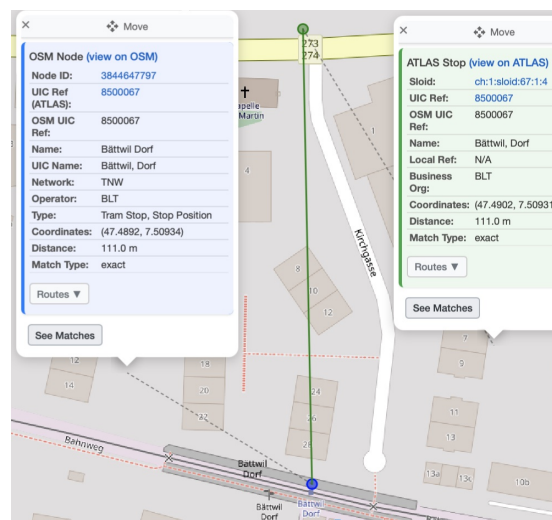 × Move
OSM Node (view on OSM)
Node ID: 3844647797
UIC Ref (ATLAS): 8500067
OSM UIC Ref: 8500067
Name: Bättwil Dorf
UIC Name: Bättwil, Dorf
Network: TNW
Operator: BLT
Type: Tram Stop, Stop Position
Coordinates: (47.4892, 7.50934)
Distance: 111.0 m
Match Type: exact
Routes ▼
See Matches
× Move
ATLAS Stop (view on ATLAS)
Sloid: ch:1:sloid:67:1:4
UIC Ref: 8500067
OSM UIC Ref: 8500067
Name: Bättwil, Dorf
Local Ref: N/A
Business Org: BLT
Coordinates: (47.4902, 7.50931
Distance: 111.0 m
Match Type: exact
Routes ▼
See Matches
273
274
apelle
Martin
1
4
Kirchgasse
8
10
12
7
9
12
14
18
20
22
24
26
28
11
13
13a
13c
10b
Bahnweg
Bättwil
Dorf
Bättwil
Dorf
Bättwil
Dorf